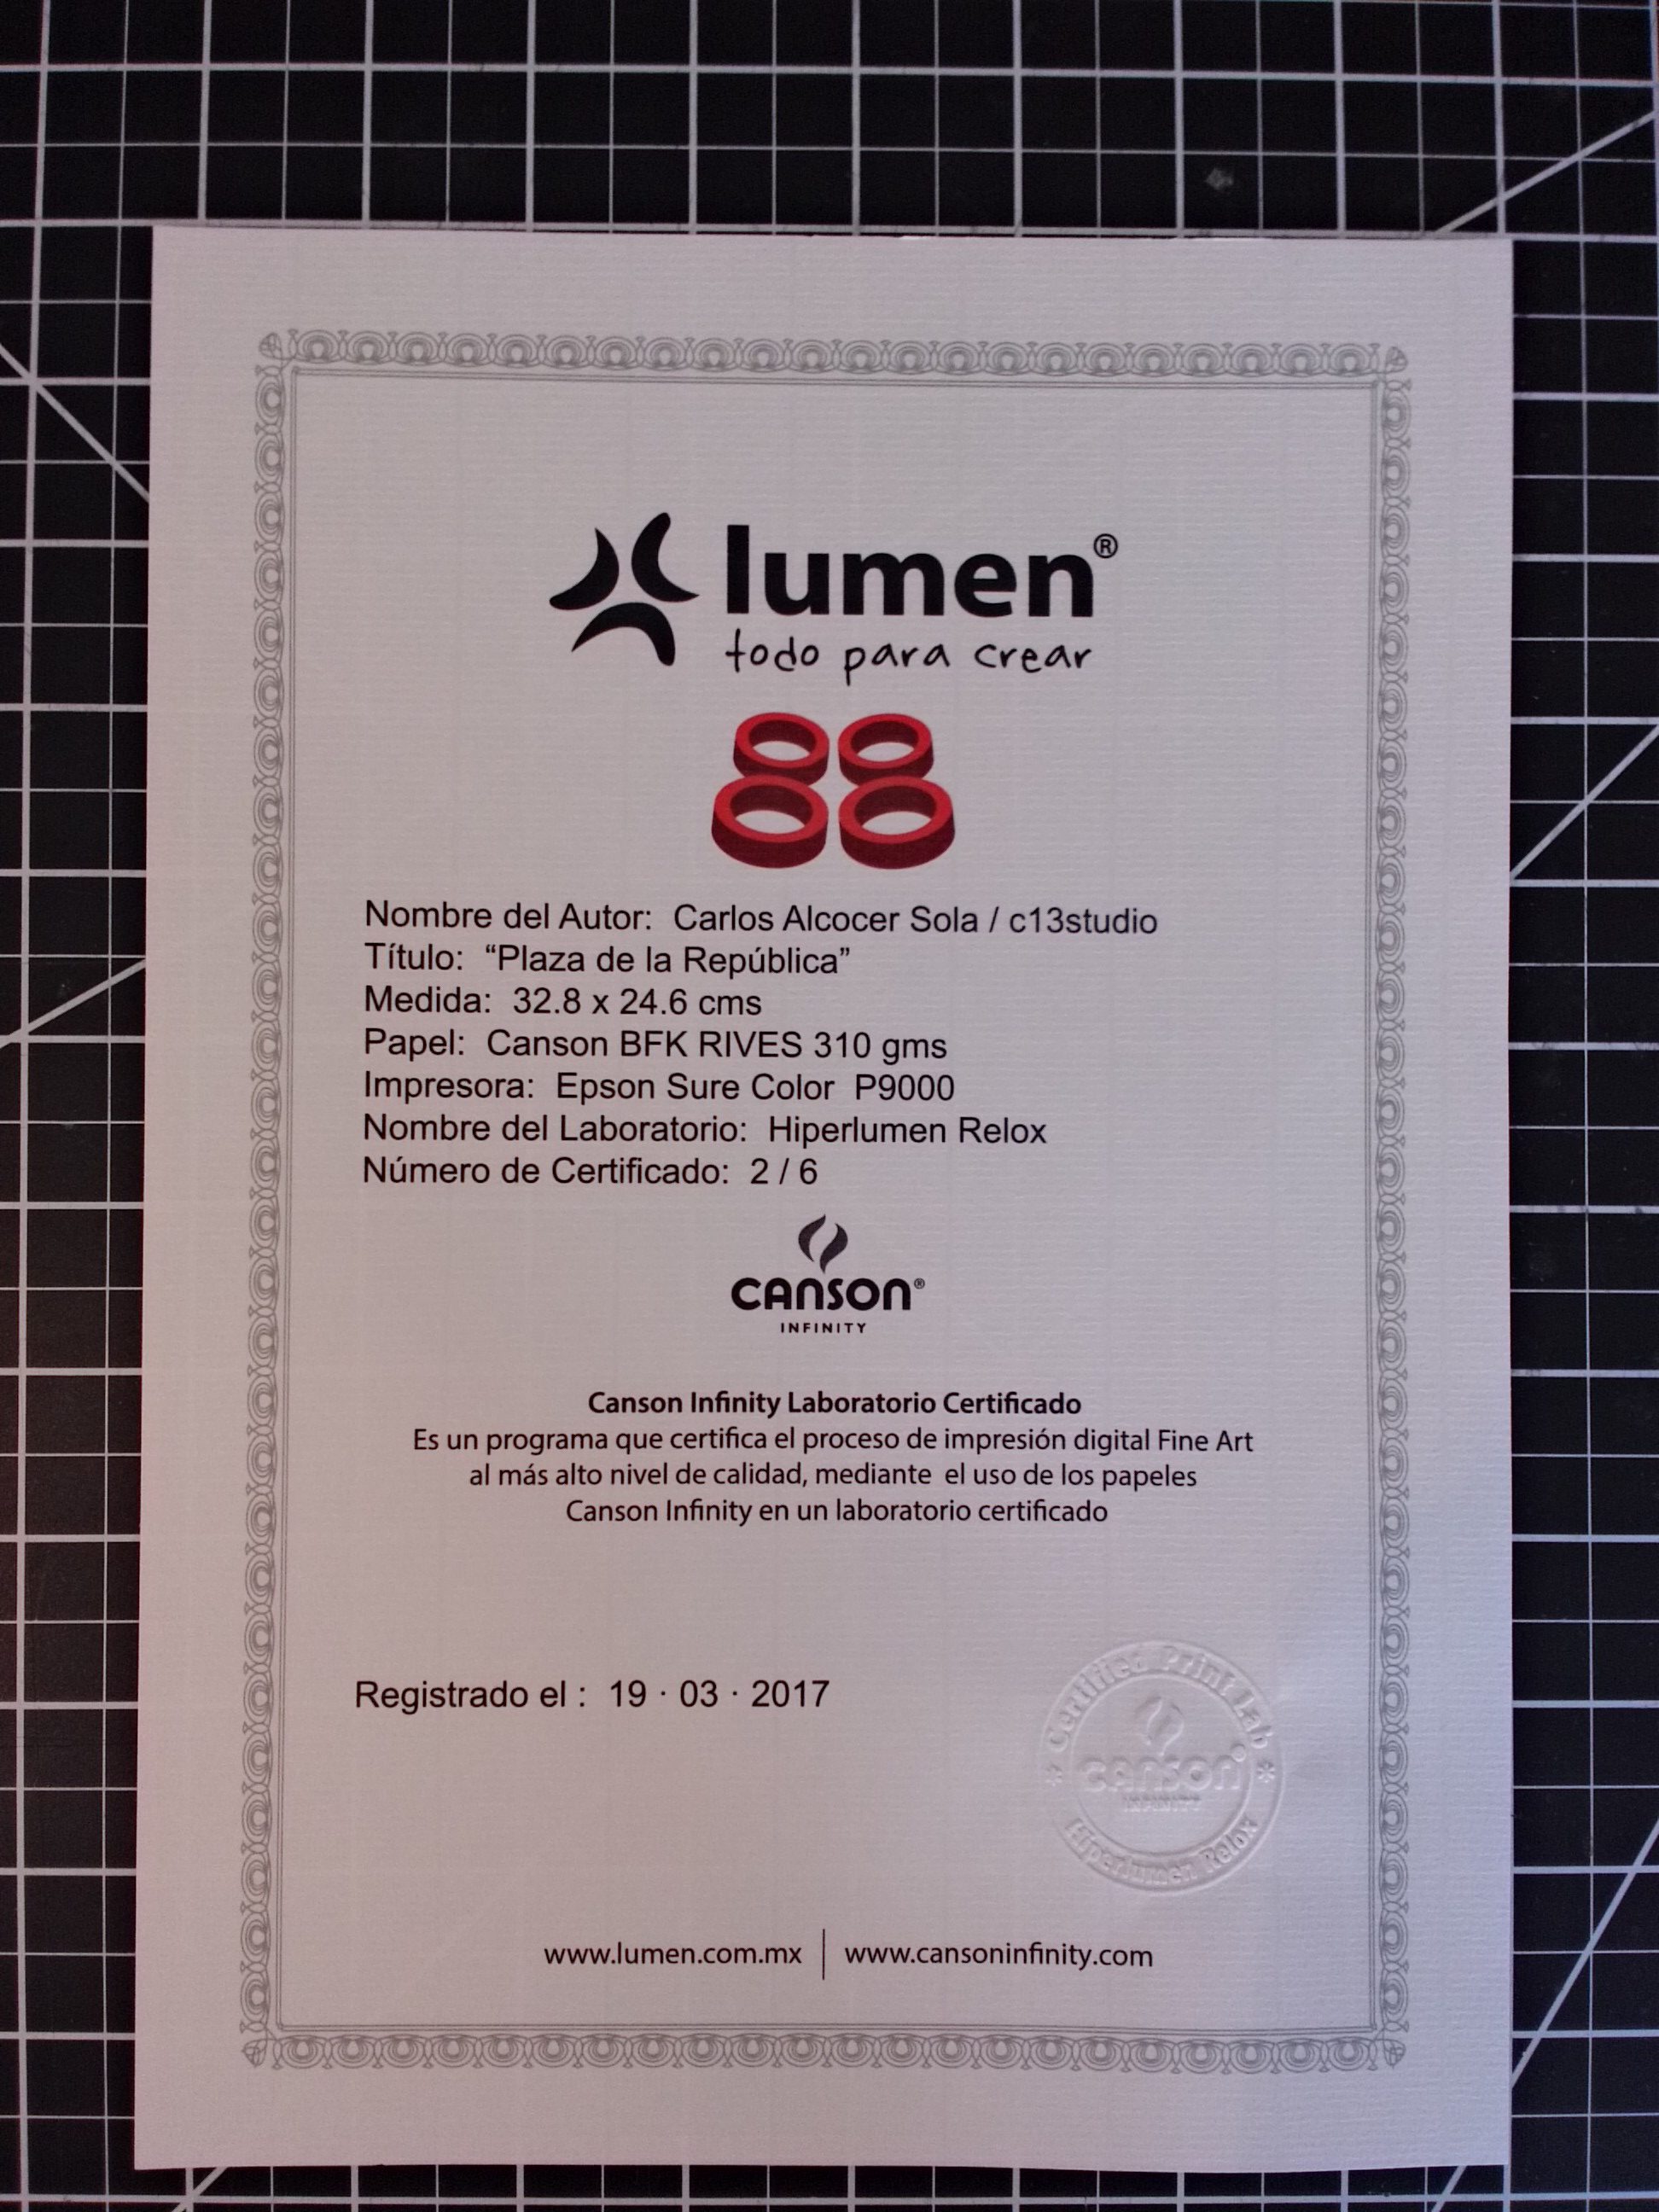 lumen®
todo para crear
88
Nombre del Autor: Carlos Alcocer Sola / c13studio
Título: “Plaza de la República”
Medida: 32.8 x 24.6 cms
Papel: Canson BFK RIVES 310 gms
Impresora: Epson Sure Color P9000
Nombre del Laboratorio: Hiperlumen Relox
Número de Certificado: 2 / 6
CANSON®
INFINITY
Canson Infinity Laboratorio Certificado
Es un programa que certifica el proceso de impresión digital Fine Art
al más alto nivel de calidad, mediante el uso de los papeles
Canson Infinity en un laboratorio certificado
Registrado el : 19 · 03 · 2017
Certified Print Lab
CANSON®
INFINITY
* Hiperlumen Relox *
www.lumen.com.mx | www.cansoninfinity.com